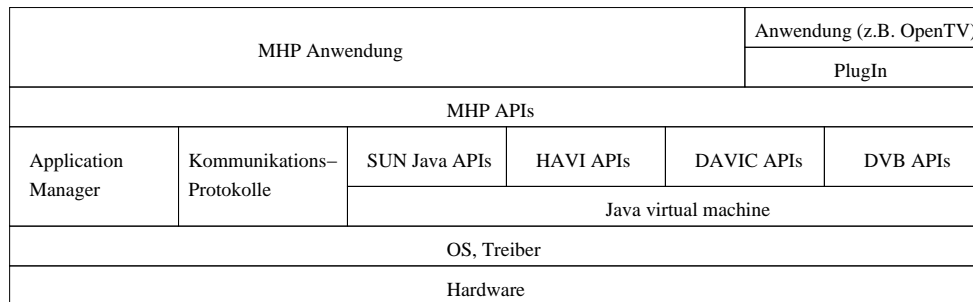 MHP Anwendung
Anwendung (z.B. OpenTV)
PlugIn
MHP APIs
Application
Manager
Kommunikations–
Protokolle
SUN Java APIs
HAVI APIs
DAVIC APIs
DVB APIs
Java virtual machine
OS, Treiber
Hardware